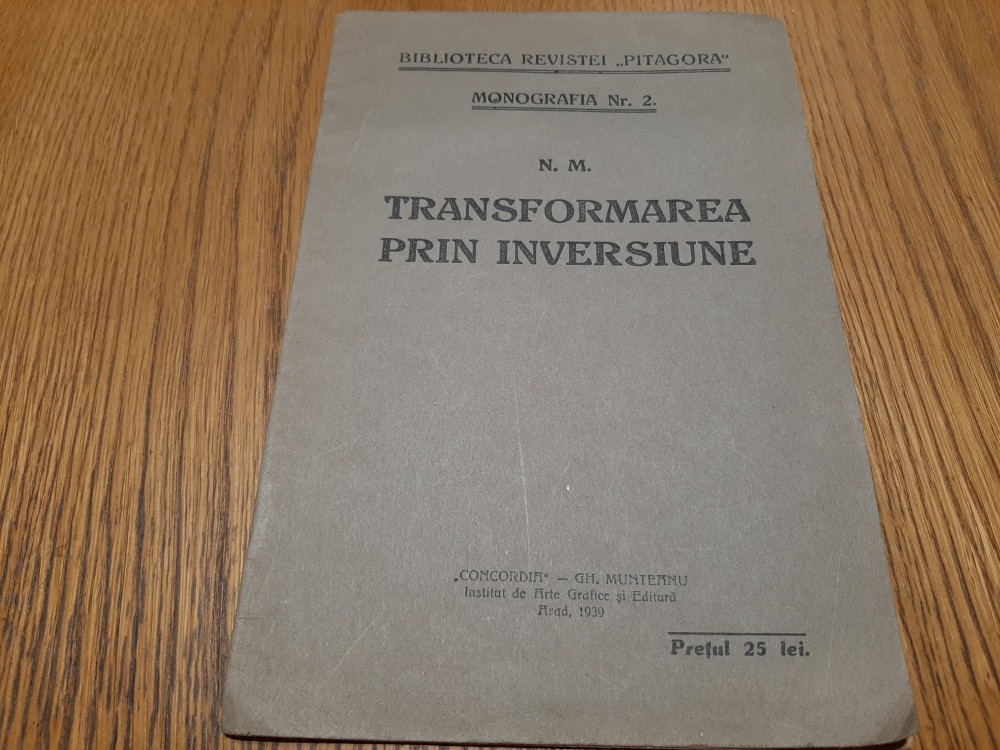 BIBLIOTECA REVISTEI „PITAGORA“
MONOGRAFIA Nr. 2.
N. M.
TRANSFORMAREA
PRIN INVERSIUNE
„CONCORDIA“ — GH. MUNTEANU
Institut de Arte Grafice și Editură
Arad, 1939
Prețul 25 lei.